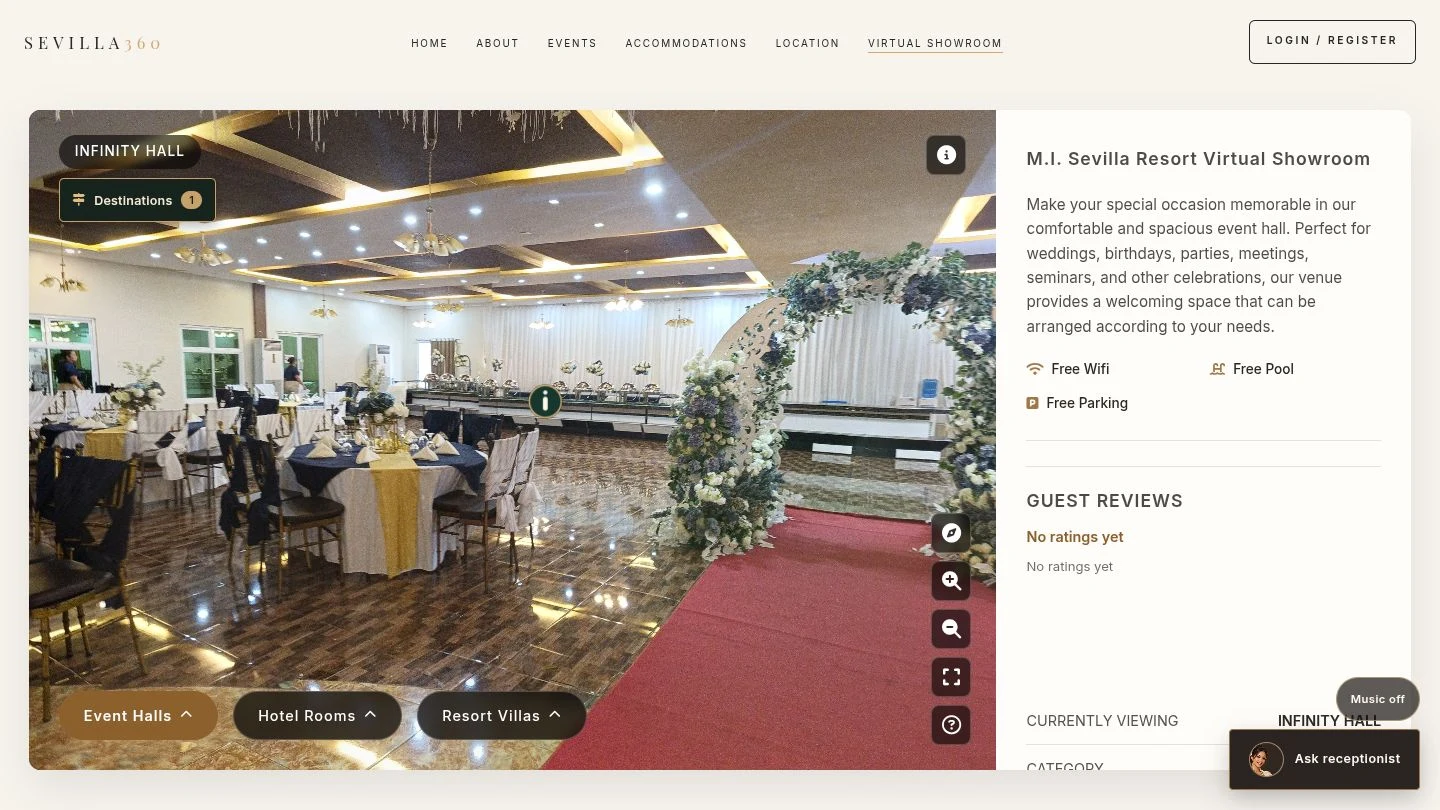 SEVILLA360
HOME
ABOUT
EVENTS
ACCOMMODATIONS
LOCATION
VIRTUAL SHOWROOM
LOGIN / REGISTER
INFINITY HALL
Destinations 1
Event Halls
Hotel Rooms
Resort Villas
M.I. Sevilla Resort Virtual Showroom
Make your special occasion memorable in our
comfortable and spacious event hall. Perfect for
weddings, birthdays, parties, meetings,
seminars, and other celebrations, our venue
provides a welcoming space that can be
arranged according to your needs.
Free Wifi
Free Pool
Free Parking
GUEST REVIEWS
No ratings yet
No ratings yet
Music off
CURRENTLY VIEWING
INFINITY HALL
CATEGORY
Ask receptionist